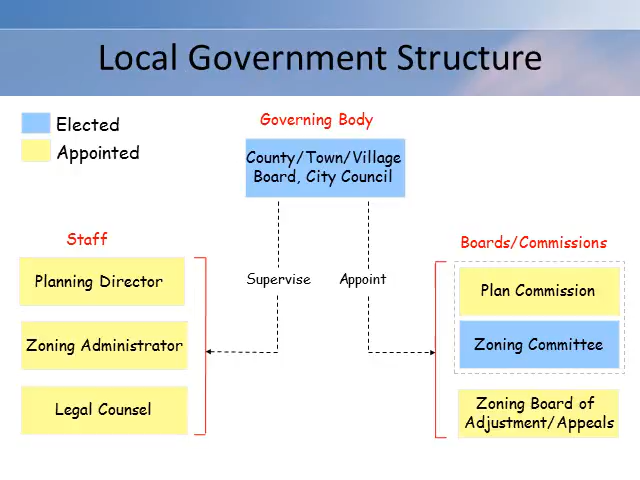 Local Government Structure
Elected
Appointed
Governing Body
County/Town/Village
Board, City Council
Staff
Planning Director
Zoning Administrator
Legal Counsel
Supervise
Appoint
Boards/Commissions
Plan Commission
Zoning Committee
Zoning Board of
Adjustment/Appeals